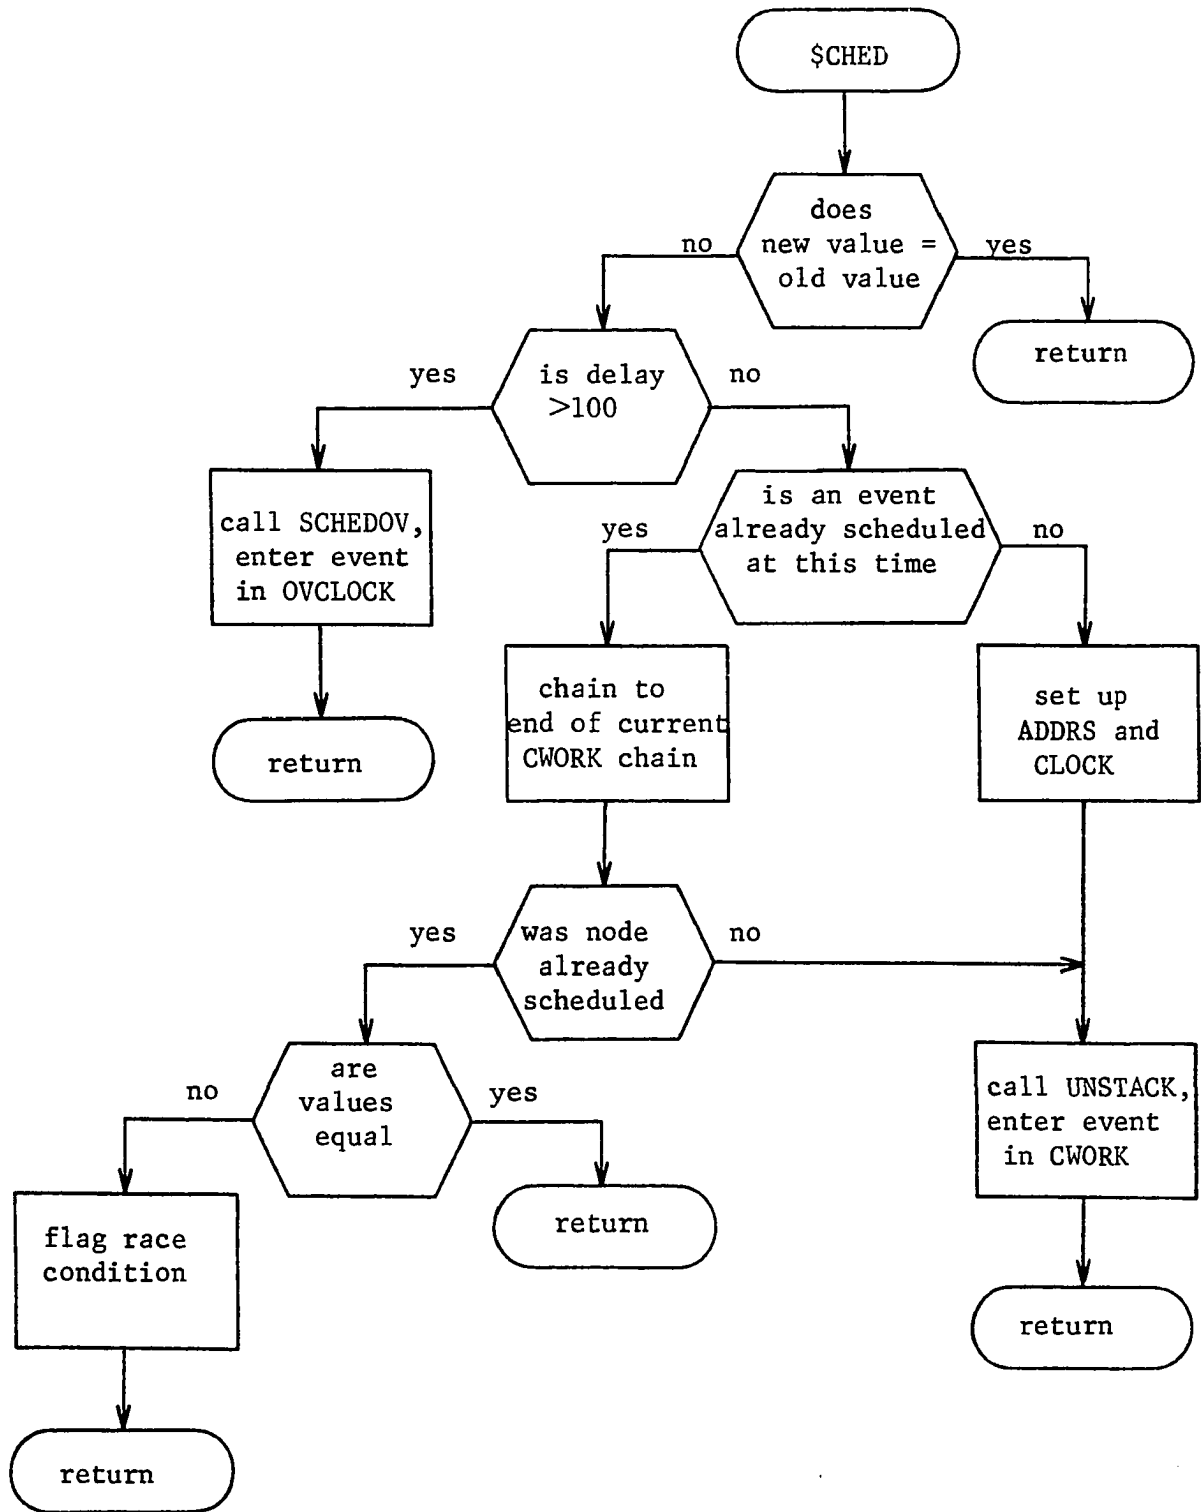 $CHED
does
new value =
old value
no
yes
return
is delay
>100
yes
no
call SCHEDOV,
enter event
in OVCLOCK
return
is an event
already scheduled
at this time
yes
no
chain to
end of current
CWORK chain
set up
ADDRS and
CLOCK
was node
already
scheduled
yes
no
are
values
equal
no
yes
call UNSTACK,
enter event
in CWORK
flag race
condition
return
return
return